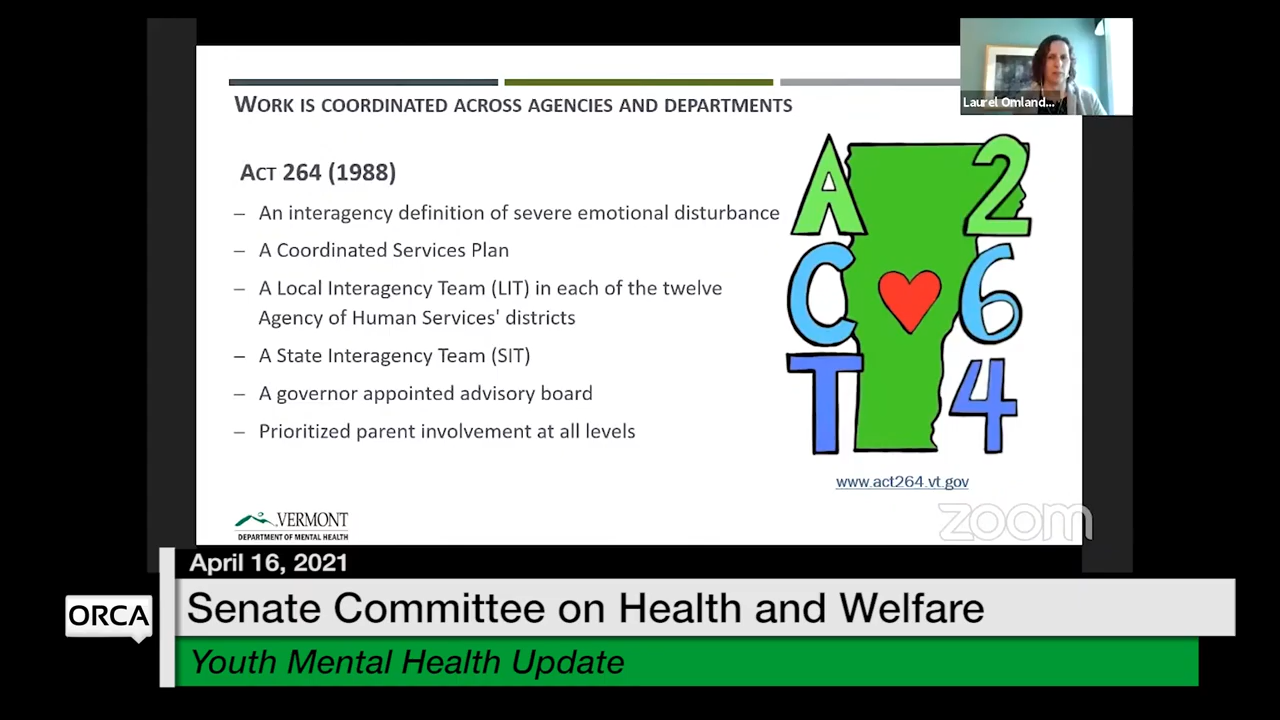 Laurel Omland...
WORK IS COORDINATED ACROSS AGENCIES AND DEPARTMENTS
ACT 264 (1988)
– An interagency definition of severe emotional disturbance
– A Coordinated Services Plan
– A Local Interagency Team (LIT) in each of the twelve
Agency of Human Services' districts
– A State Interagency Team (SIT)
– A governor appointed advisory board
– Prioritized parent involvement at all levels
A 2
C 6
T 4
www.act264.vt.gov
VERMONT
DEPARTMENT OF MENTAL HEALTH
zoom
April 16, 2021
ORCA
Senate Committee on Health and Welfare
Youth Mental Health Update